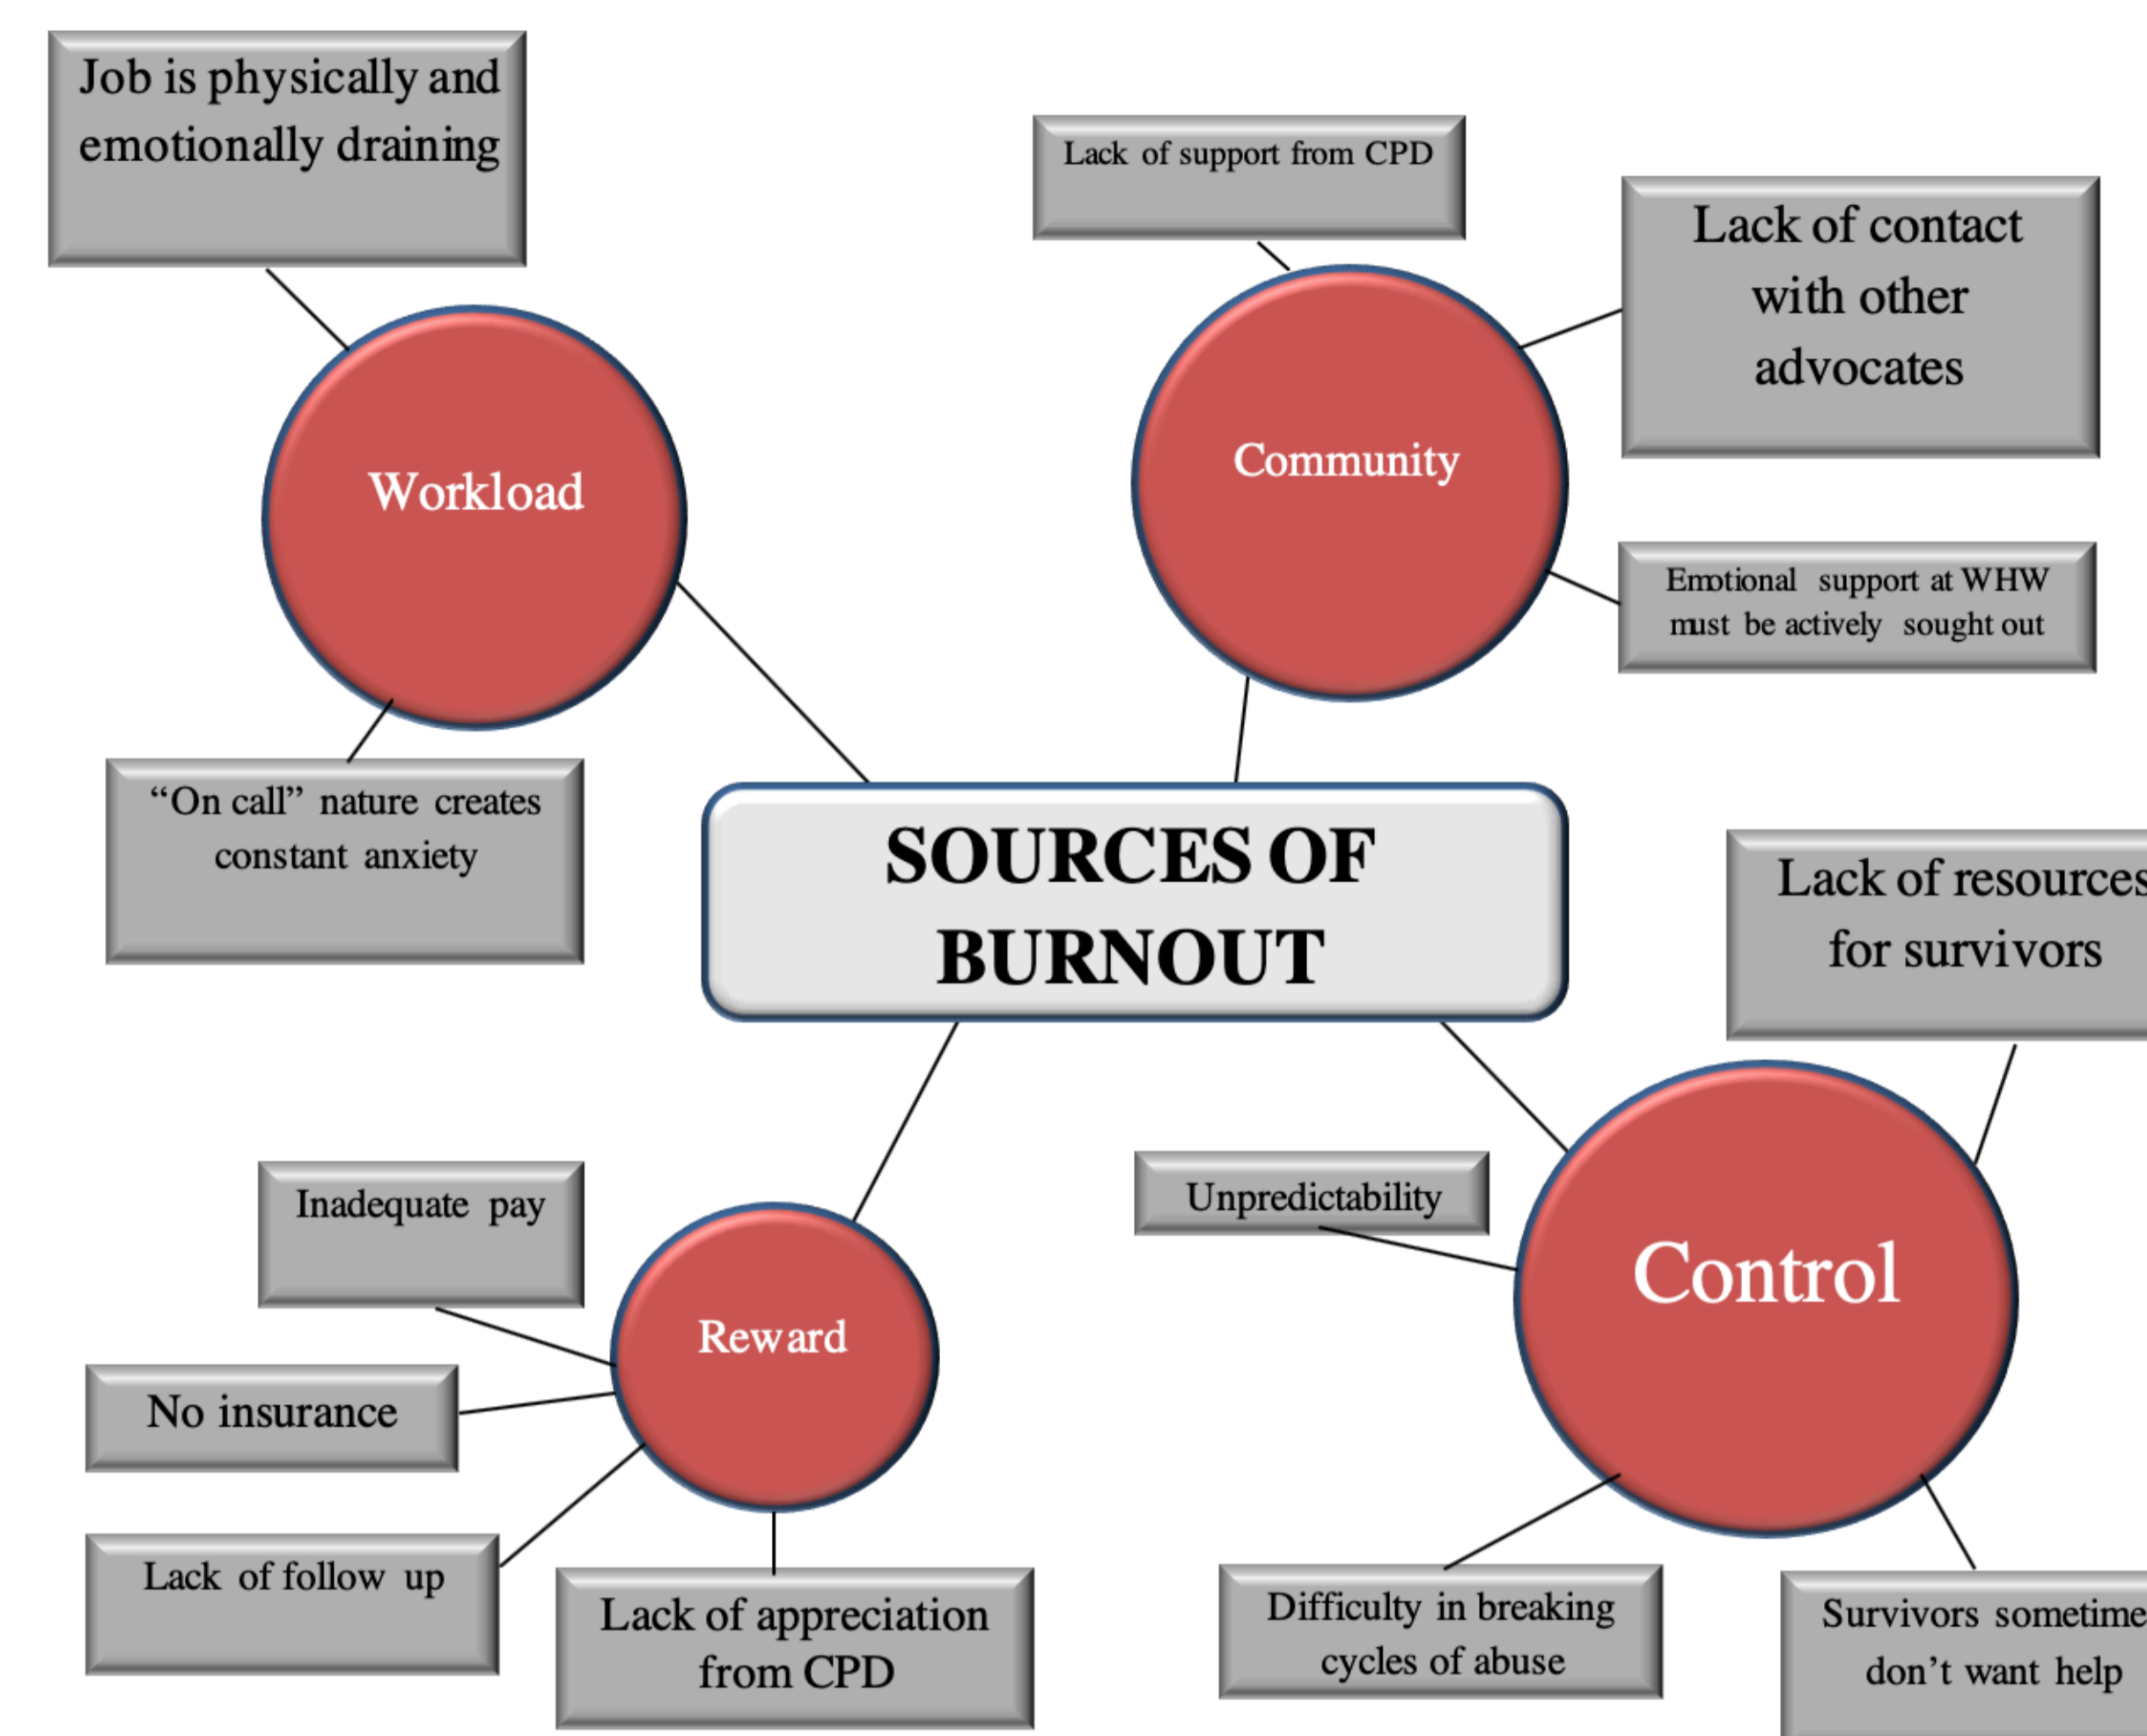 Job is physically and
emotionally draining
Lack of support from CPD
Lack of contact
with other
advocates
Workload
Community
Emotional support at WHW
must be actively sought out
“On call” nature creates
constant anxiety
SOURCES OF
BURNOUT
Lack of resources
for survivors
Inadequate pay
Unpredictability
Control
Reward
No insurance
Lack of follow up
Lack of appreciation
from CPD
Difficulty in breaking
cycles of abuse
Survivors sometime
don’t want help